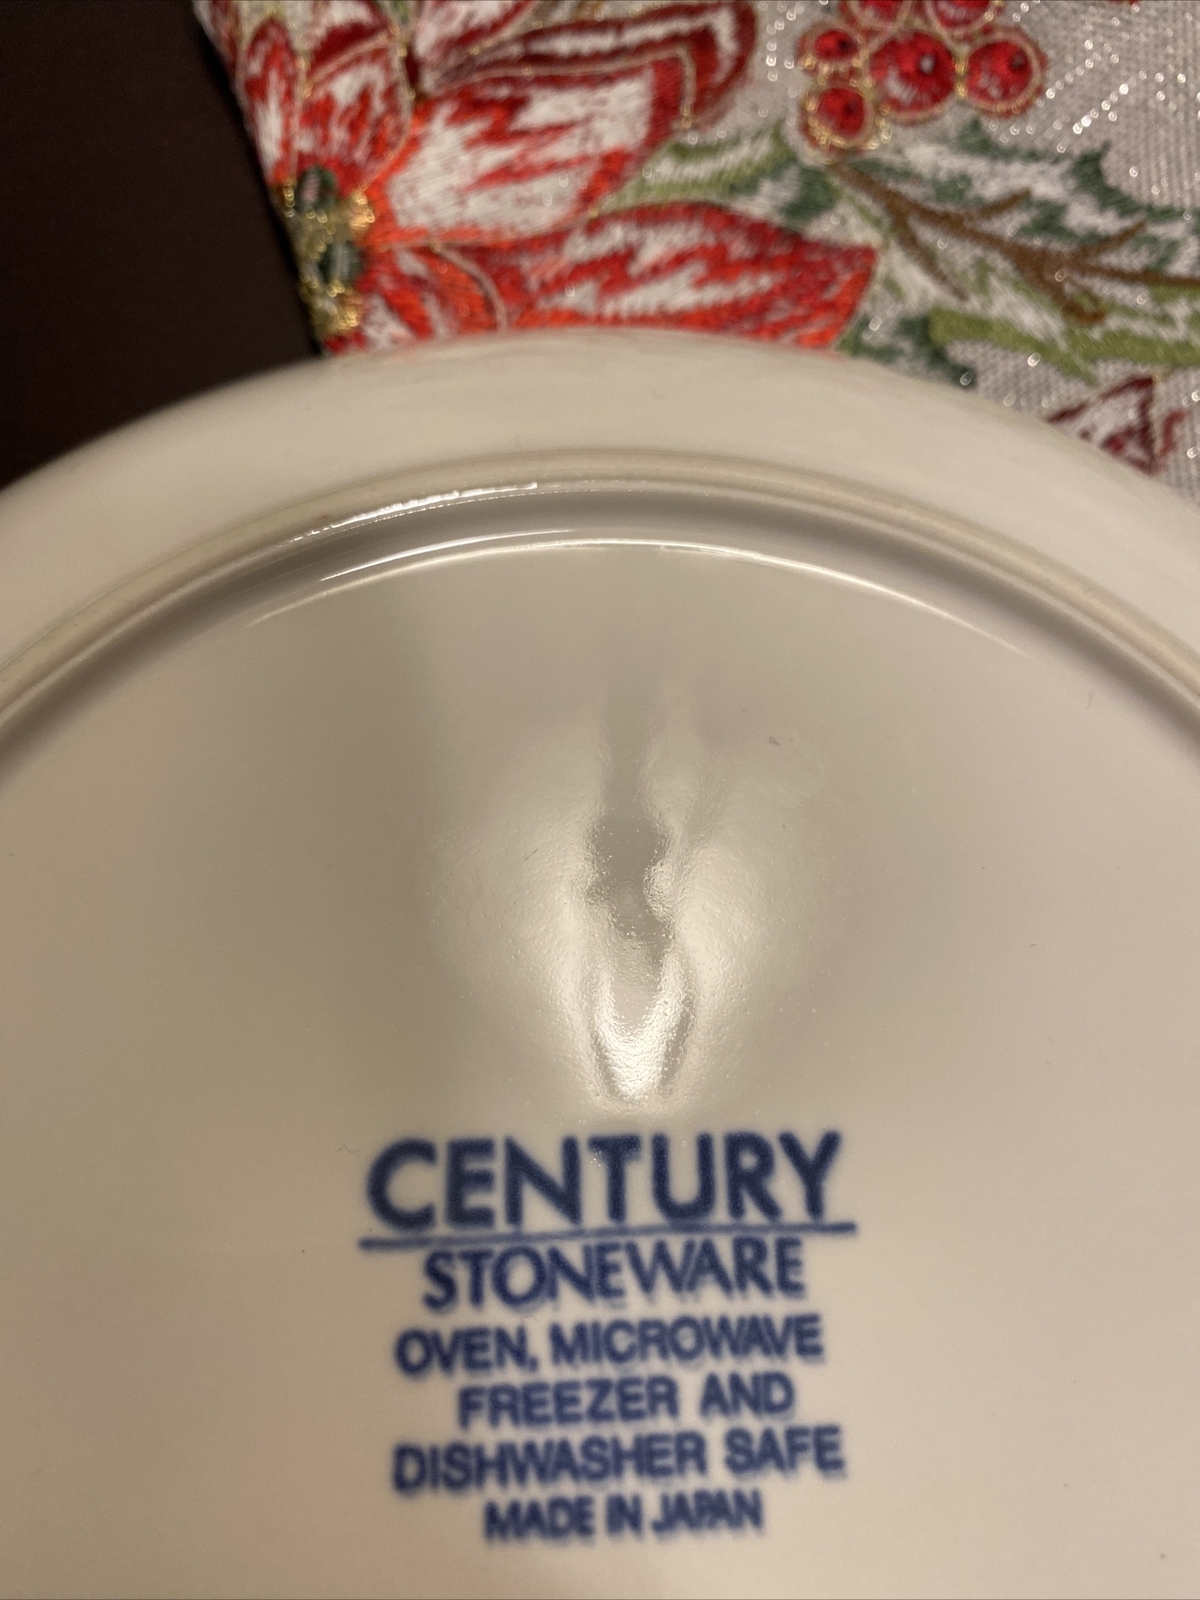 CENTURY
STONEWARE
OVEN, MICROWAVE
FREEZER AND
DISHWASHER SAFE
MADE IN JAPAN